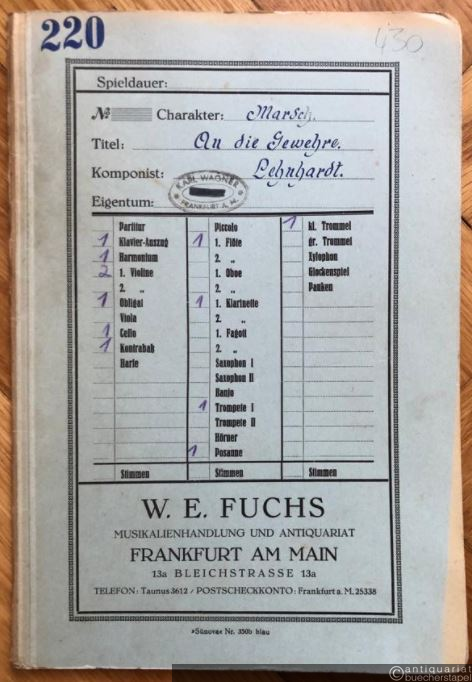 220
430
Spieldauer:
№ Charakter: Marsch.
Titel: An die Gewehre.
Komponist: Lehnhardt.
KARL WAGNER
FRANKFURT A. M.
Eigentum:
Partitur
1 Klavier-Auszug
1 Harmonium
2 1. Violine
2. „
1 Obligat
Viola
1 Cello
1 Kontrabaß
Harfe
Stimmen
Piccolo
1 1. Flöte
2. „
1. Oboe
2. „
1 1. Klarinette
2. „
1. Fagott
2. „
Saxophon I
Saxophon II
Banjo
1 Trompete I
Trompete II
Hörner
1 Posaune
Stimmen
1 kl. Trommel
gr. Trommel
Xylophon
Glockenspiel
Pauken
Stimmen
W. E. FUCHS
MUSIKALIENHANDLUNG UND ANTIQUARIAT
FRANKFURT AM MAIN
13a BLEICHSTRASSE 13a
TELEFON: Taunus 3612 / POSTSCHECKKONTO: Frankfurt a. M. 25338
»Sünova« Nr. 350b blau
©antiquariat
buecherstapel